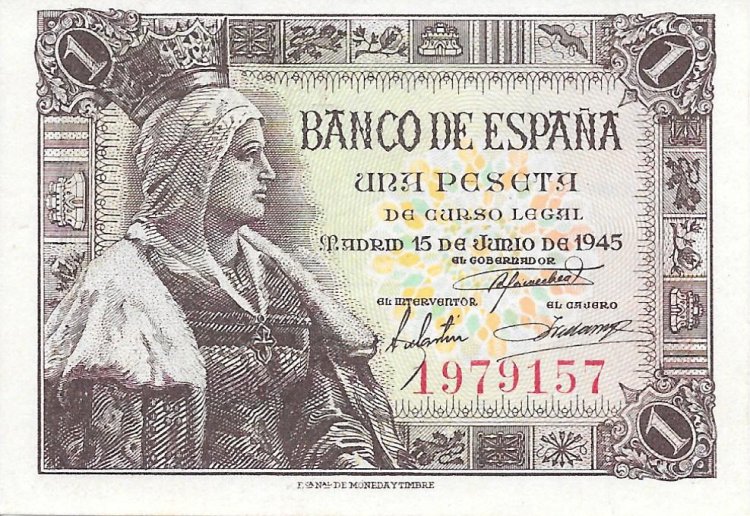 1
1
BANCO DE ESPAÑA
UNA PESETA
DE CURSO LEGAL
MADRID 15 DE JUNIO DE 1945
EL GOBERNADOR
EL INTERVENTOR
EL CAJERO
1979157
1
F.ca Nal. DE MONEDA Y TIMBRE